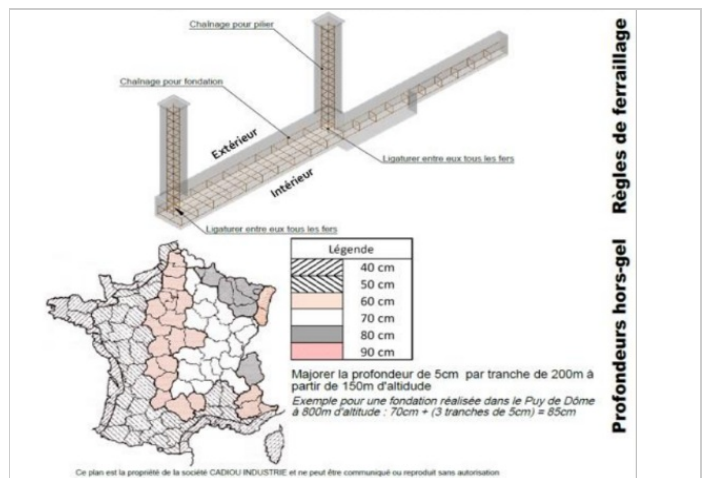 Chaînage pour pilier
Chaînage pour fondation
Extérieur
Intérieur
Ligaturer entre eux tous les fers
Ligaturer entre eux tous les fers
Règles de ferraillage
Légende
40 cm
50 cm
60 cm
70 cm
80 cm
90 cm
Majorer la profondeur de 5cm par tranche de 200m à
partir de 150m d'altidude
Exemple pour une fondation réalisée dans le Puy de Dôme
à 800m d'altitude : 70cm + (3 tranches de 5cm) = 85cm
Profondeurs hors-gel
Ce plan est la propriété de la société CADIOU INDUSTRIE et ne peut être communiqué ou reproduit sans autorisation